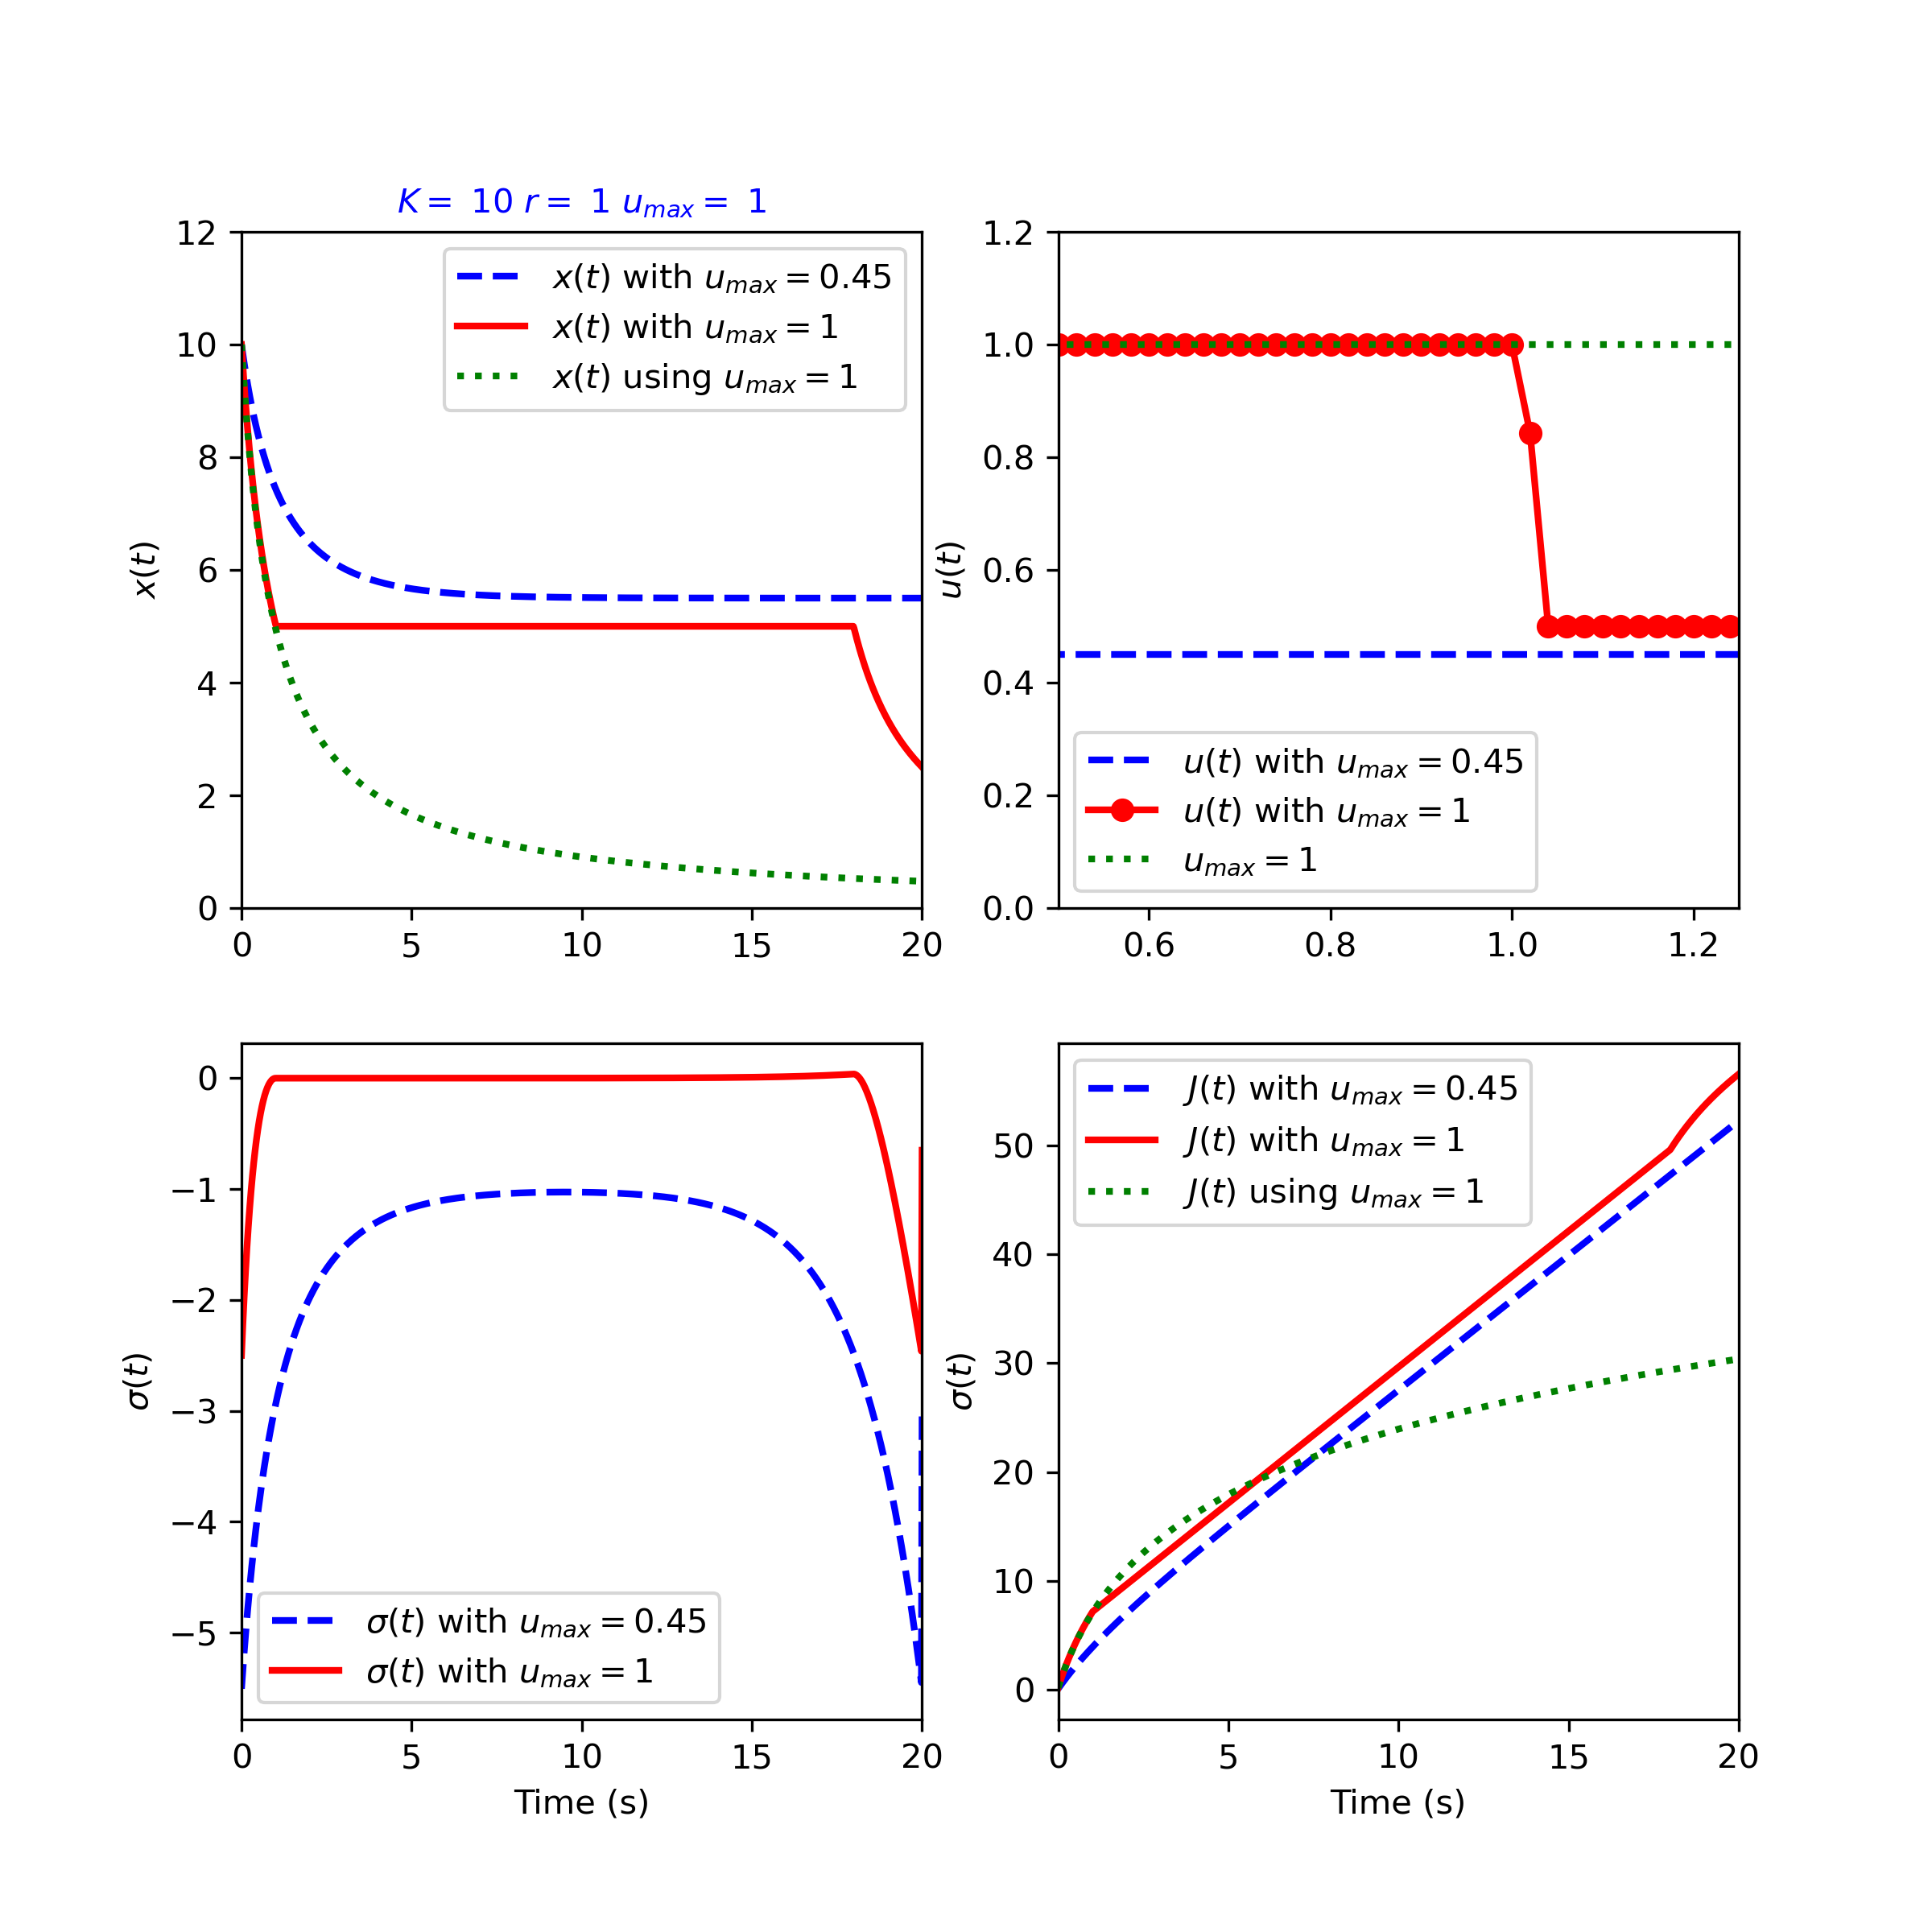 K = 10 r = 1 u_max = 1
12
10
8
6
4
2
0
x(t)
0 5 10 15 20
x(t) with u_max = 0.45
x(t) with u_max = 1
x(t) using u_max = 1
1.2
1.0
0.8
0.6
0.4
0.2
0.0
u(t)
0.6 0.8 1.0 1.2
u(t) with u_max = 0.45
u(t) with u_max = 1
u_max = 1
0
−1
−2
−3
−4
−5
σ(t)
0 5 10 15 20
Time (s)
σ(t) with u_max = 0.45
σ(t) with u_max = 1
50
40
30
20
10
0
σ(t)
0 5 10 15 20
Time (s)
J(t) with u_max = 0.45
J(t) with u_max = 1
J(t) using u_max = 1